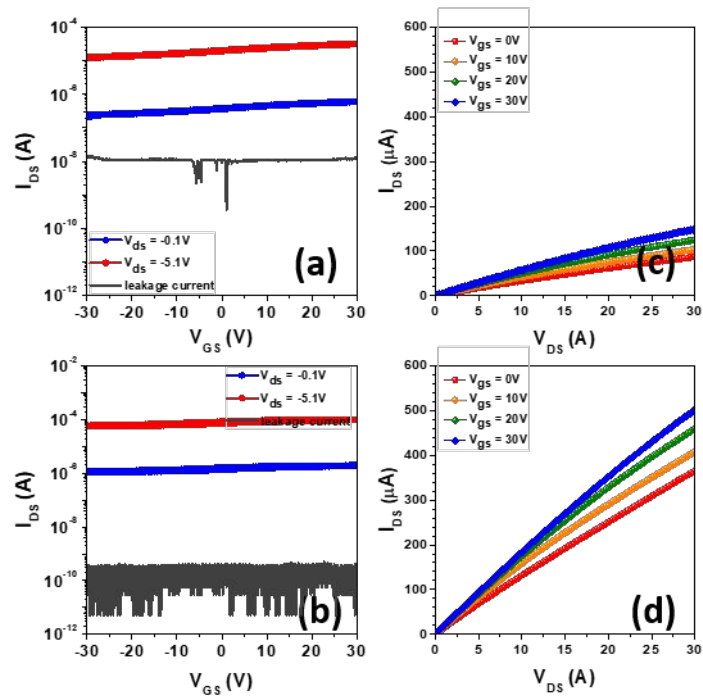 10⁻⁴
10⁻⁶
10⁻⁸
10⁻¹⁰
10⁻¹²
I_DS (A)
V_ds = -0.1V
V_ds = -5.1V
leakage current
(a)
-30 -20 -10 0 10 20 30
V_GS (V)
600
500
400
300
200
100
0
I_DS (μA)
V_gs = 0V
V_gs = 10V
V_gs = 20V
V_gs = 30V
(c)
0 5 10 15 20 25 30
V_DS (A)
10⁻²
10⁻⁴
10⁻⁶
10⁻⁸
10⁻¹⁰
10⁻¹²
I_DS (A)
V_ds = -0.1V
V_ds = -5.1V
leakage current
(b)
-30 -20 -10 0 10 20 30
V_GS (V)
600
500
400
300
200
100
0
I_DS (μA)
V_gs = 0V
V_gs = 10V
V_gs = 20V
V_gs = 30V
(d)
0 5 10 15 20 25 30
V_DS (A)